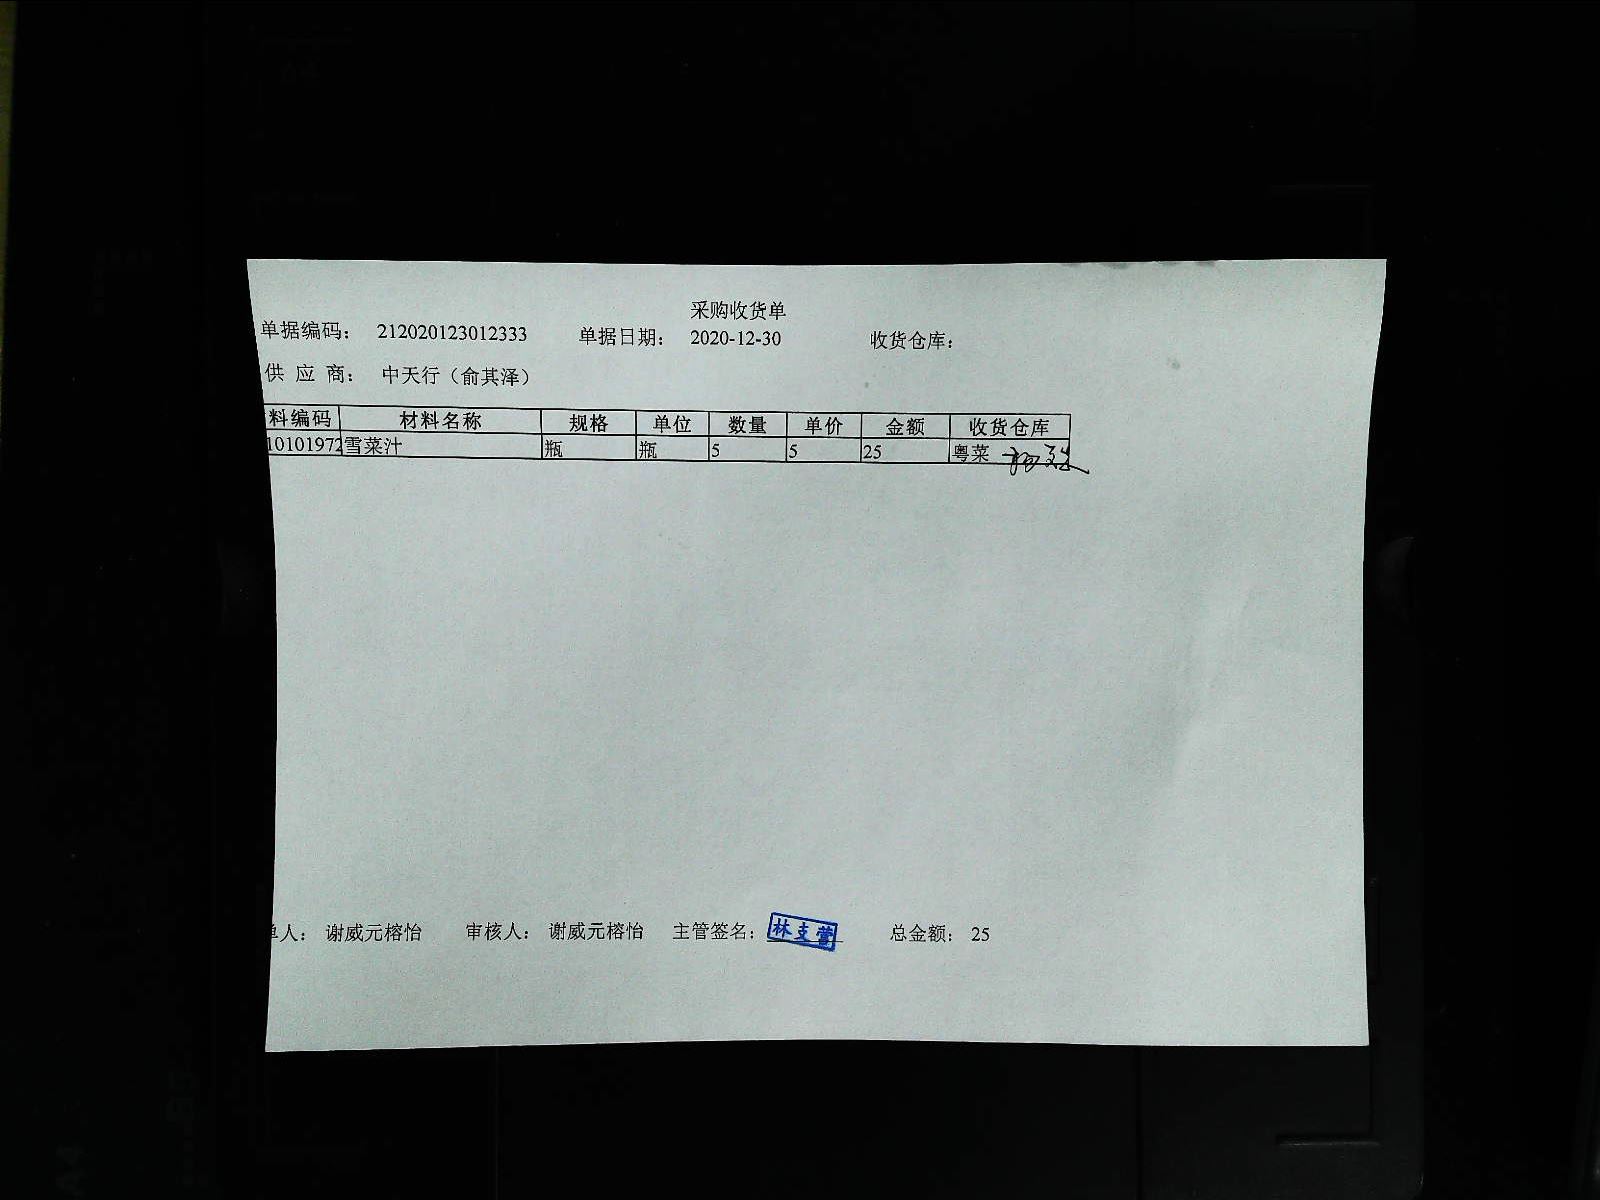 采购收货单
单据编码： 212020123012333 单据日期： 2020-12-30 收货仓库：
供 应 商： 中天行（俞其泽）
料编码 材料名称 规格 单位 数量 单价 金额 收货仓库
10101972 雪菜汁 瓶 瓶 5 5 25 粤菜
单人： 谢威元榕怡 审核人： 谢威元榕怡 主管签名： 林支营 总金额： 25